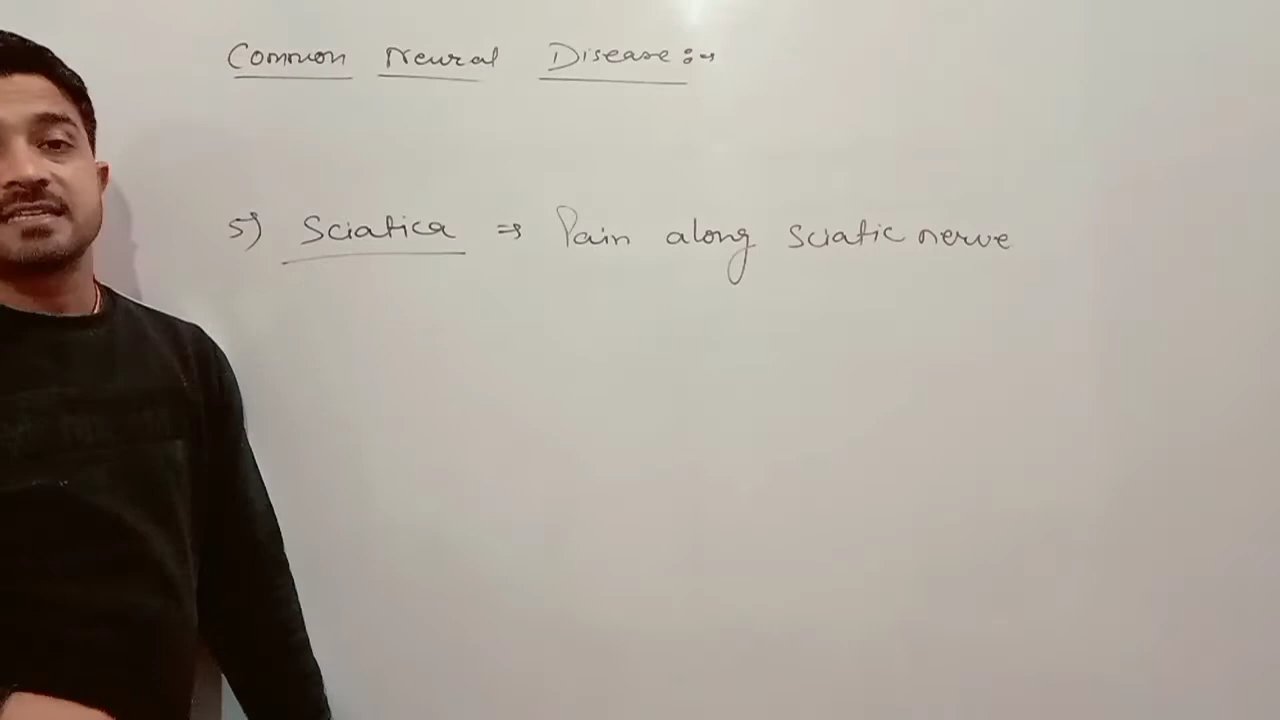 Common Neural Disease:-
5) Sciatica ⇒ Pain along sciatic nerve